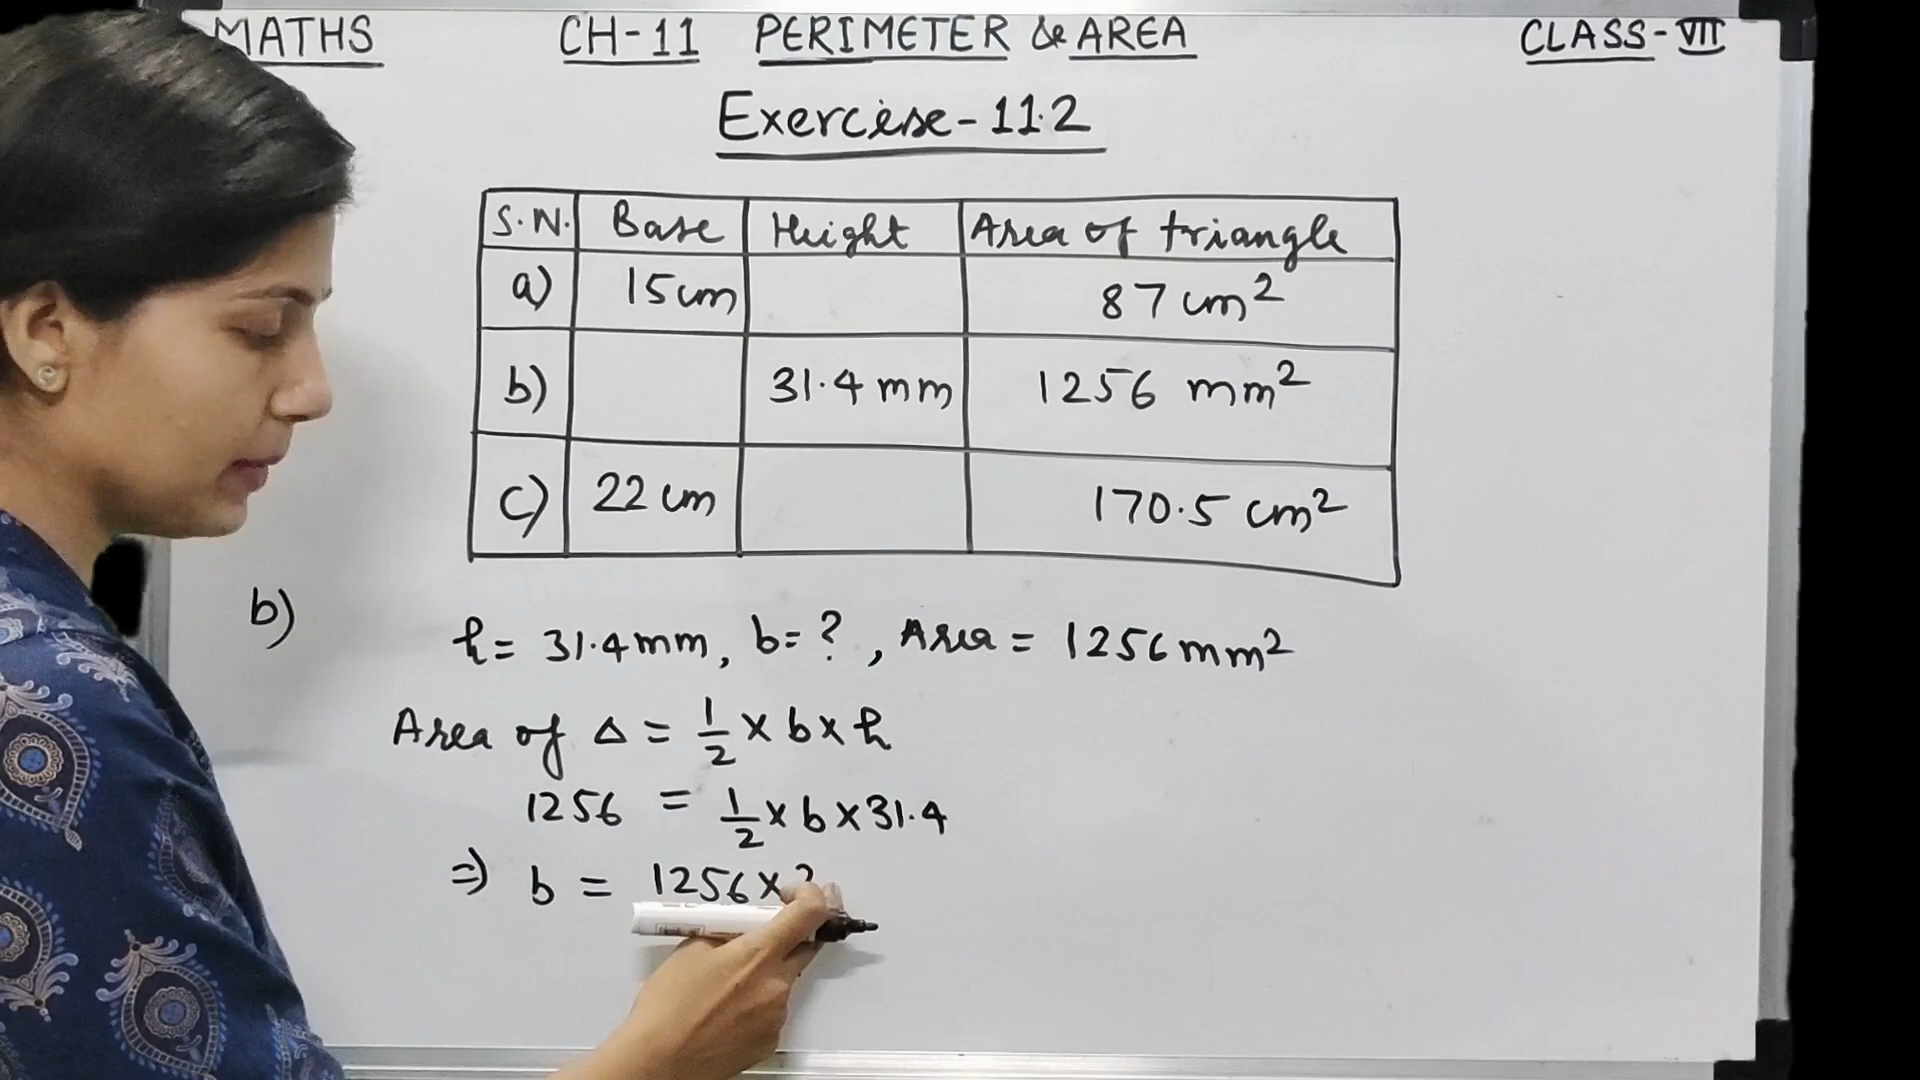 MATHS CH-11 PERIMETER & AREA CLASS-VII
Exercise-11.2
S.N. Base Height Area of triangle
a) 15cm 87 cm²
b) 31.4 mm 1256 mm²
c) 22 cm 170.5 cm²
b) h= 31.4mm, b=?, Area = 1256mm²
Area of △ = 1/2 × b × h
1256 = 1/2 × b × 31.4
⇒ b = 1256×2